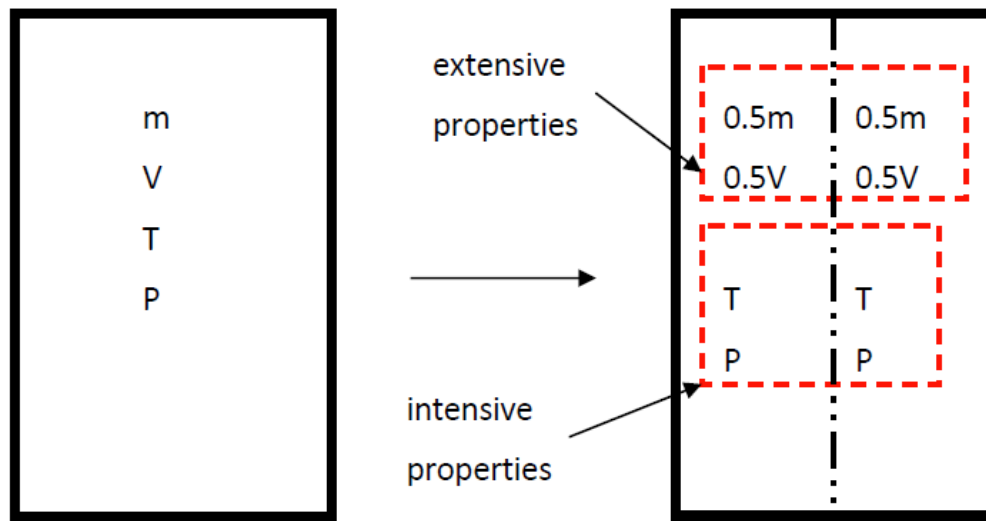 m
V
T
P
extensive
properties
intensive
properties
0.5m 0.5m
0.5V 0.5V
T T
P P